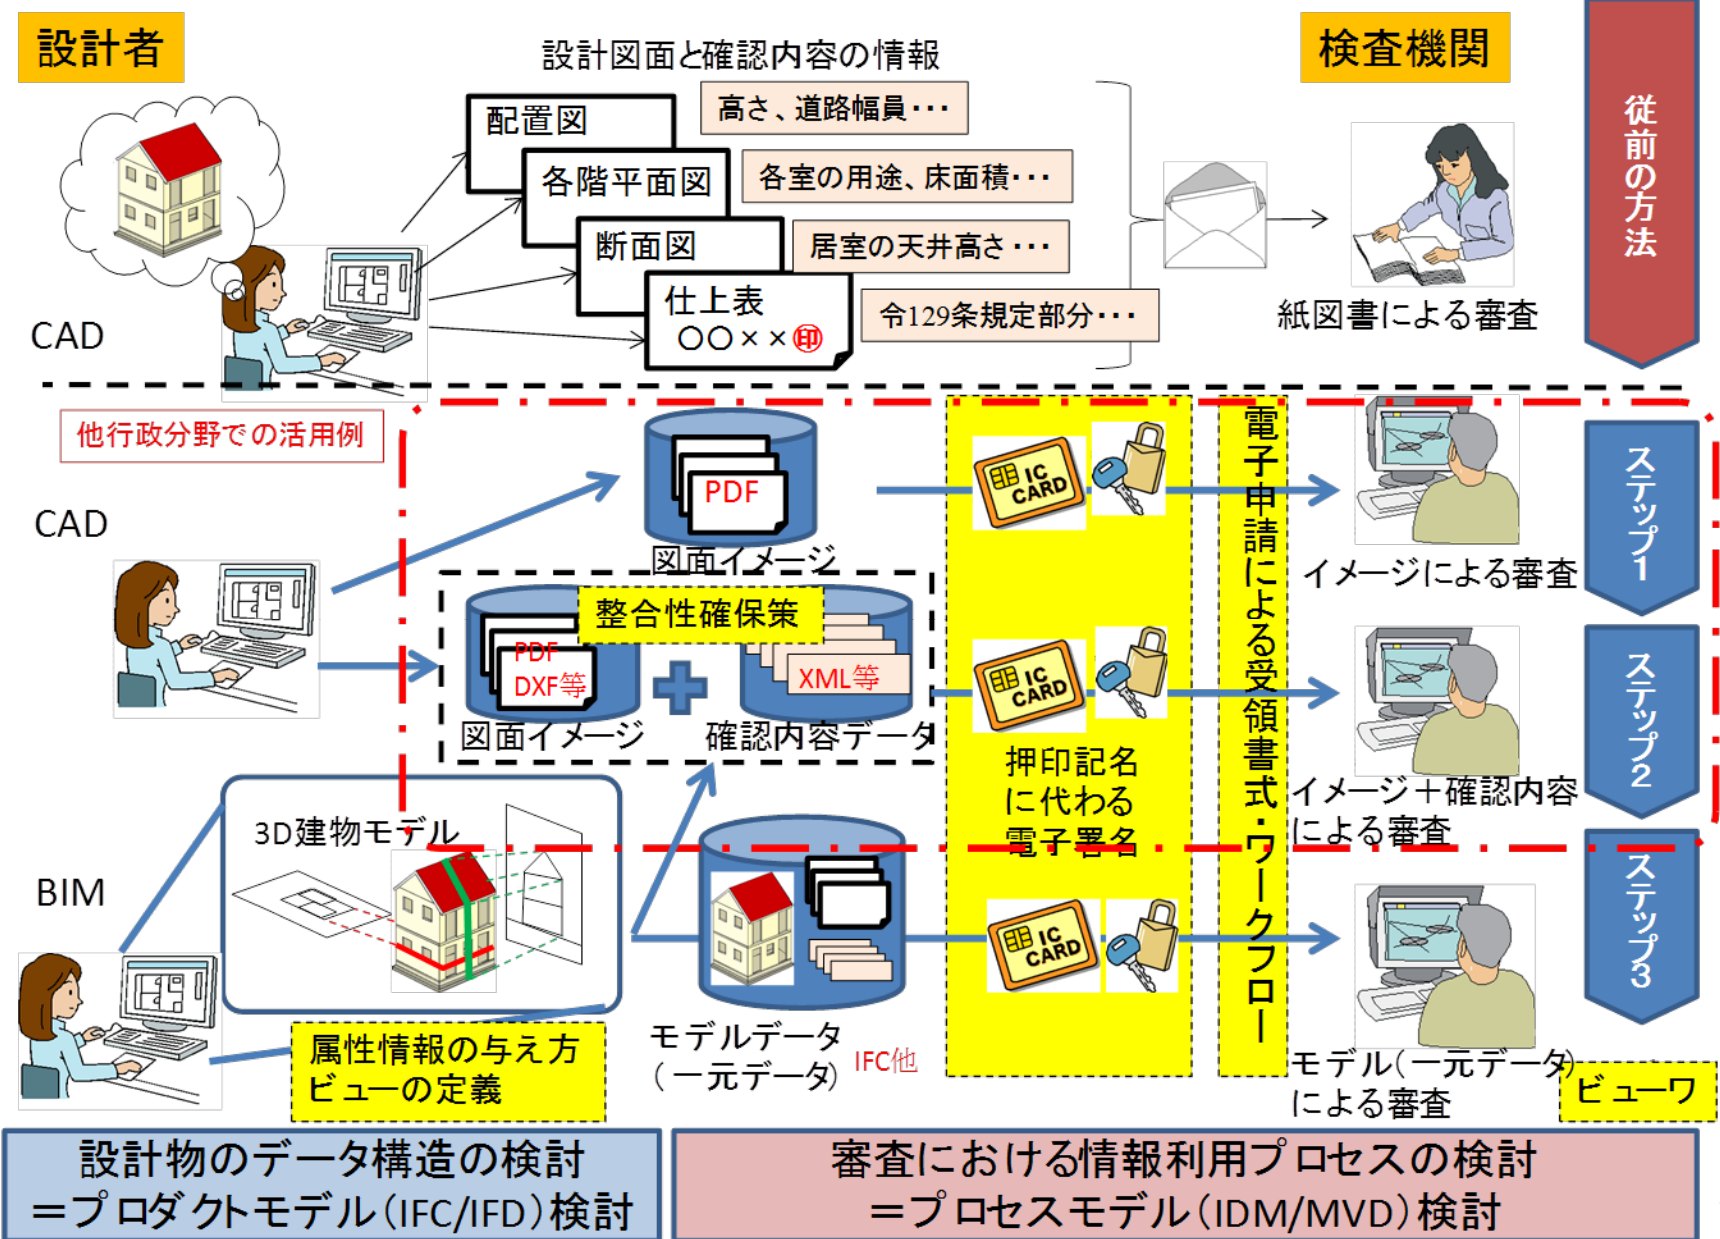 設計者
設計図面と確認内容の情報
検査機関
従前の方法
配置図
高さ、道路幅員・・・
各階平面図
各室の用途、床面積・・・
断面図
居室の天井高さ・・・
仕上表
〇〇××㊞
令129条規定部分・・・
紙図書による審査
CAD
他行政分野での活用例
CAD
PDF
図面イメージ
IC
CARD
電子申請による受領書式・ワークフロー
イメージによる審査
ステップ1
整合性確保策
PDF
DXF等
XML等
図面イメージ
確認内容データ
IC
CARD
押印記名
に代わる
電子署名
イメージ+確認内容
による審査
ステップ2
BIM
3D建物モデル
属性情報の与え方
ビューの定義
モデルデータ
(一元データ)
IFC他
IC
CARD
モデル(一元データ)
による審査
ステップ3
ビューワ
設計物のデータ構造の検討
=プロダクトモデル(IFC/IFD)検討
審査における情報利用プロセスの検討
=プロセスモデル(IDM/MVD)検討